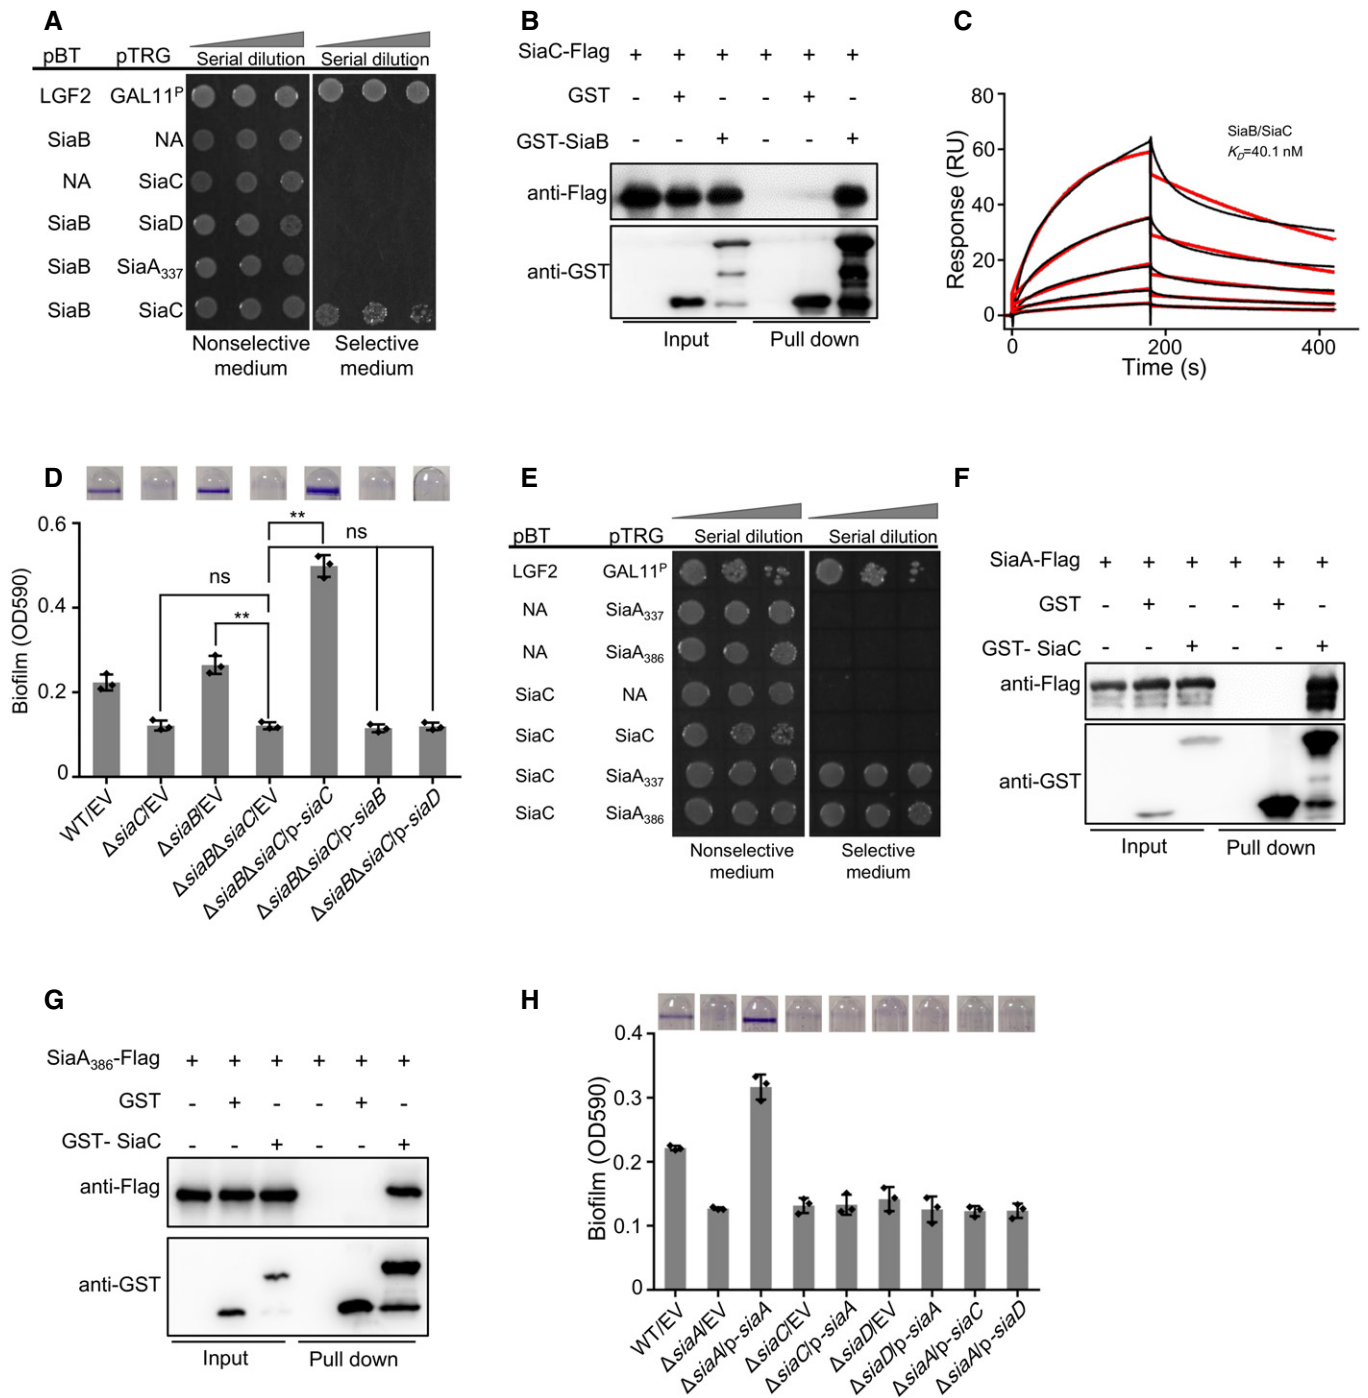 A
pBT pTRG Serial dilution Serial dilution
LGF2 GAL11P
SiaB NA
NA SiaC
SiaB SiaD
SiaB SiaA337
SiaB SiaC
Nonselective medium
Selective medium
B
SiaC-Flag + + + + + +
GST - + - - + -
GST-SiaB - - + - - +
anti-Flag
anti-GST
Input Pull down
C
Response (RU)
80
60
40
20
0
0 200 400
Time (s)
SiaB/SiaC
KD=40.1 nM
D
Biofilm (OD590)
0.6
0.4
0.2
0
ns
**
**
ns
WT/EV
ΔsiaC/EV
ΔsiaB/EV
ΔsiaBΔsiaC/EV
ΔsiaBΔsiaC/p-siaC
ΔsiaBΔsiaC/p-siaB
ΔsiaBΔsiaC/p-siaD
E
pBT pTRG Serial dilution Serial dilution
LGF2 GAL11P
NA SiaA337
NA SiaA386
SiaC NA
SiaC SiaC
SiaC SiaA337
SiaC SiaA386
Nonselective medium
Selective medium
F
SiaA-Flag + + + + + +
GST - + - - + -
GST- SiaC - - + - - +
anti-Flag
anti-GST
Input Pull down
G
SiaA386-Flag + + + + + +
GST - + - - + -
GST- SiaC - - + - - +
anti-Flag
anti-GST
Input Pull down
H
Biofilm (OD590)
0.4
0.3
0.2
0.1
0
WT/EV
ΔsiaA/EV
ΔsiaA/p-siaA
ΔsiaC/EV
ΔsiaC/p-siaA
ΔsiaD/EV
ΔsiaD/p-siaA
ΔsiaA/p-siaC
ΔsiaA/p-siaD